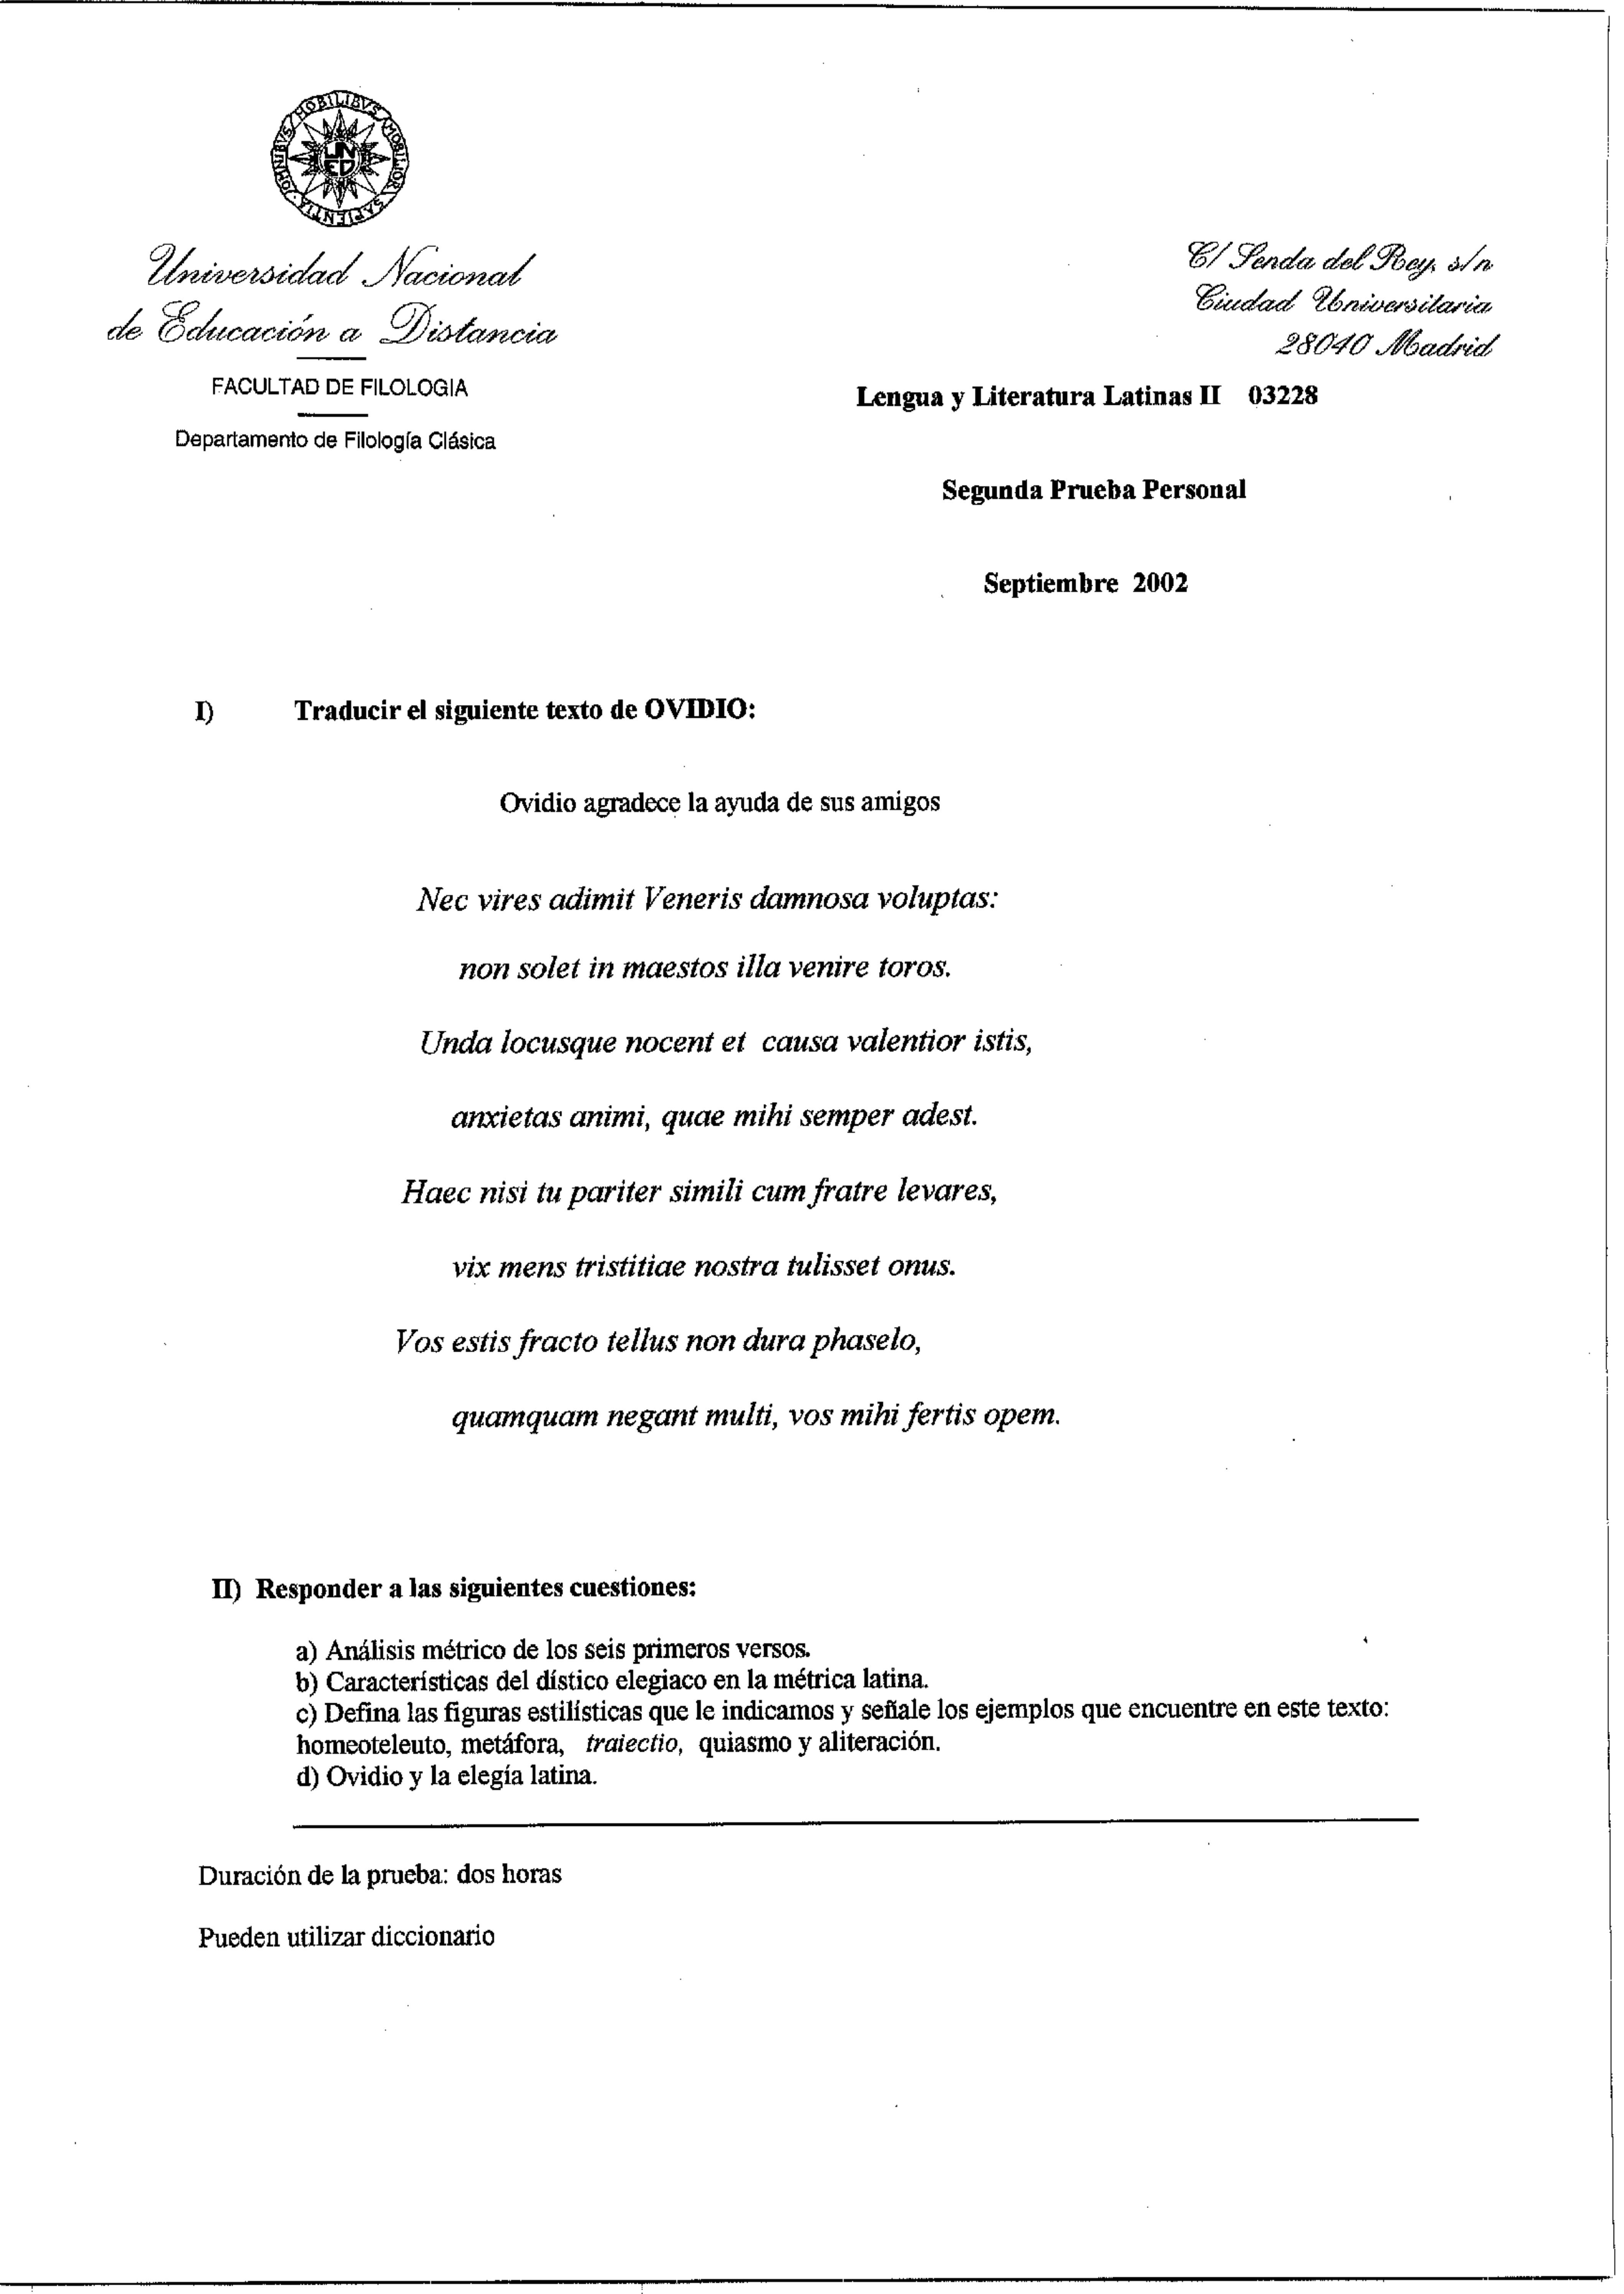 OMNIBVS MOBILIBVS MOBILIOR SAPIENTIA
UNED
Universidad Nacional
de Educación a Distancia
FACULTAD DE FILOLOGIA
Departamento de Filología Clásica
C/ Senda del Rey, s/n
Ciudad Universitaria
28040 Madrid
Lengua y Literatura Latinas II 03228
Segunda Prueba Personal
Septiembre 2002
I) Traducir el siguiente texto de OVIDIO:
Ovidio agradece la ayuda de sus amigos
Nec vires adimit Veneris damnosa voluptas:
non solet in maestos illa venire toros.
Unda locusque nocent et causa valentior istis,
anxietas animi, quae mihi semper adest.
Haec nisi tu pariter simili cum fratre levares,
vix mens tristitiae nostra tulisset onus.
Vos estis fracto tellus non dura phaselo,
quamquam negant multi, vos mihi fertis opem.
II) Responder a las siguientes cuestiones:
a) Análisis métrico de los seis primeros versos.
b) Características del dístico elegiaco en la métrica latina.
c) Defina las figuras estilísticas que le indicamos y señale los ejemplos que encuentre en este texto:
homeoteleuto, metáfora, traiectio, quiasmo y aliteración.
d) Ovidio y la elegía latina.
Duración de la prueba: dos horas
Pueden utilizar diccionario